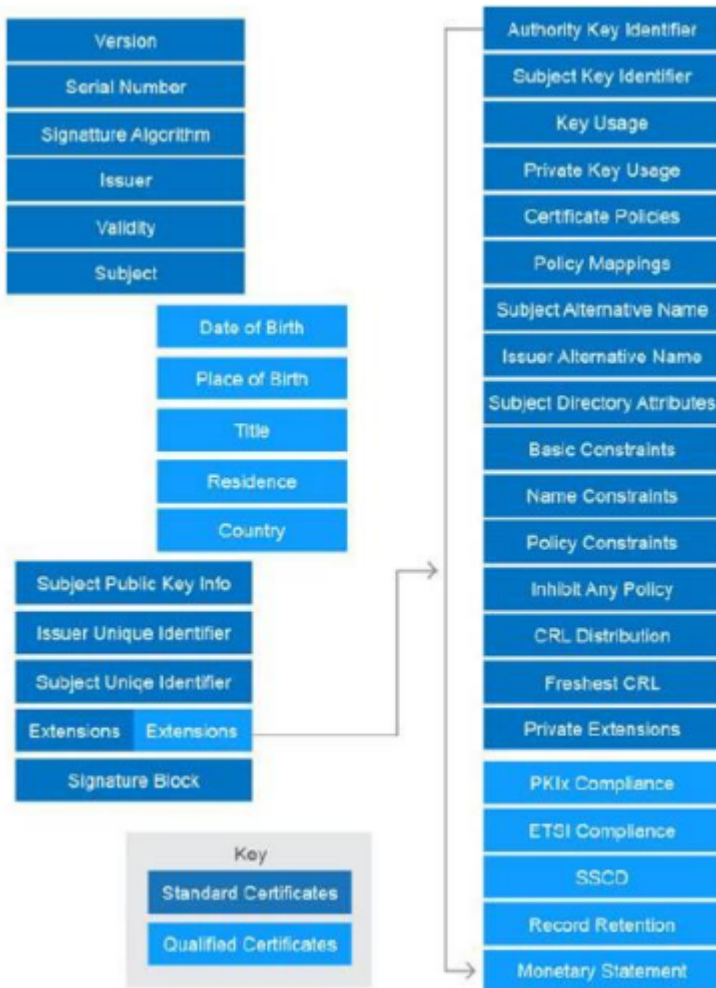 Version
Serial Number
Signatture Algorithm
Issuer
Validity
Subject
Date of Birth
Place of Birth
Title
Residence
Country
Subject Public Key Info
Issuer Unique Identifier
Subject Uniqe Identifier
Extensions Extensions
Signature Block
Key
Standard Certificates
Qualified Certificates
Authority Key Identifier
Subject Key Identifier
Key Usage
Private Key Usage
Certificate Policies
Policy Mappings
Subject Alternative Name
Issuer Alternative Name
Subject Directory Attributes
Basic Constraints
Name Constraints
Policy Constraints
Inhibit Any Policy
CRL Distribution
Freshest CRL
Private Extensions
PKIx Compliance
ETSI Compliance
SSCD
Record Retention
Monetary Statement